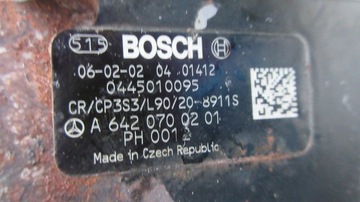 515 BOSCH
06-02-02 04 01412
0445010095
CR/CP3S3/L90/20-8911S
A 642 070 02 01
PH 001
Made in Czech Republic